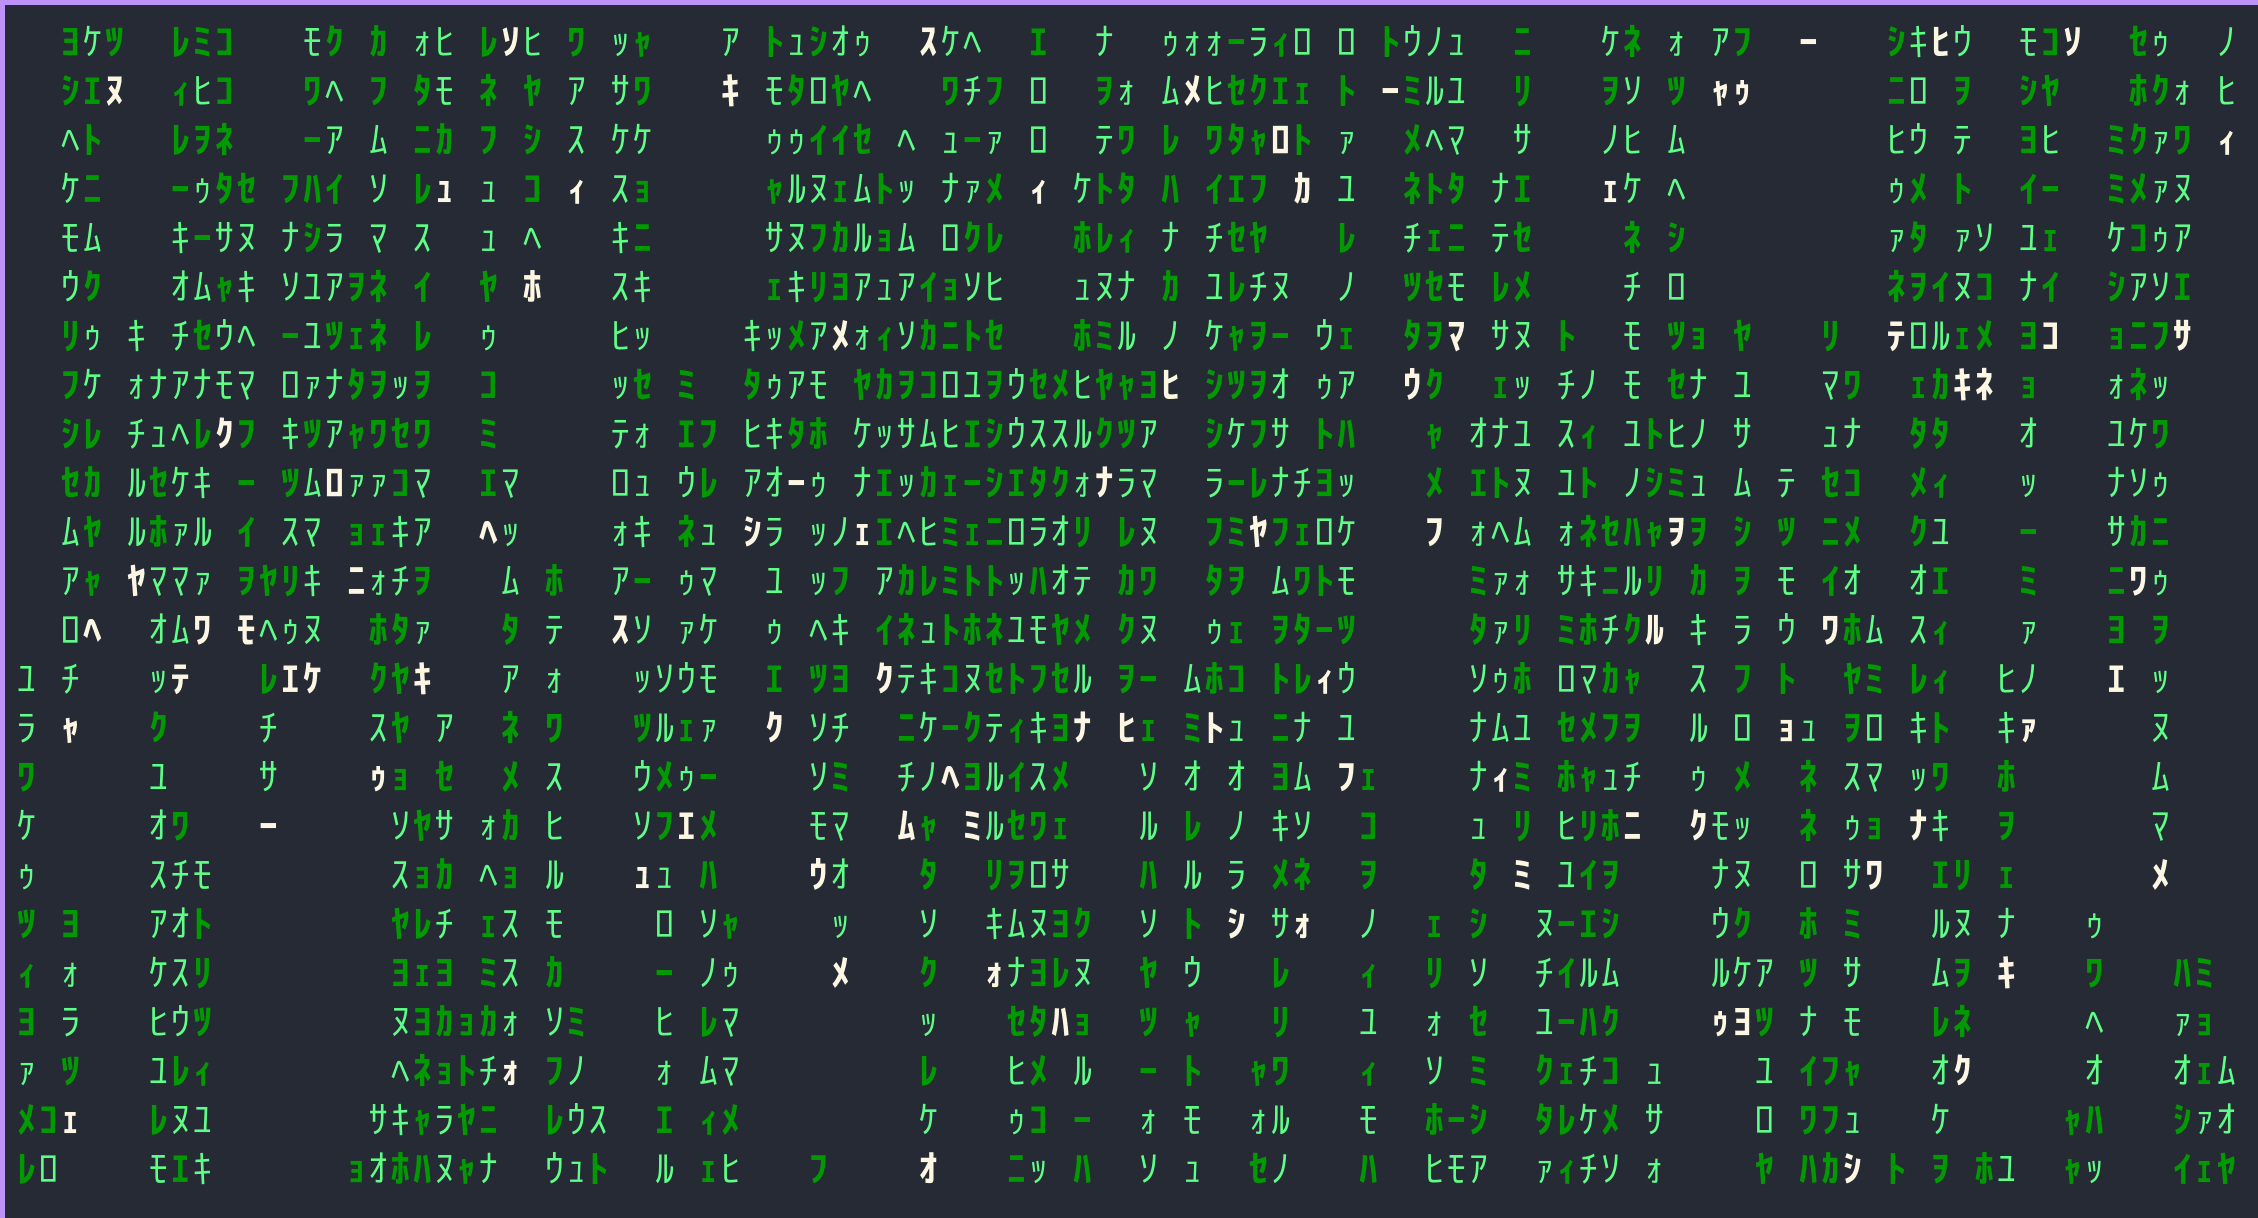 ﾖｹﾂ ﾚﾐｺ ﾓｸ ｶ ｫﾋ ﾚｿﾋ ﾜ ｯｬ ｱ ﾄｭｼｵｩ ｽｹﾍ ｴ ﾅ ｩｫｫｰﾗｨﾛ ﾛ ﾄｳﾉｭ ﾆ ｹﾈ ｫ ｱﾌ ｰ ｼｷﾋｳ ﾓｺｿ ｾｩ ﾉ
ｼｴﾇ ｨﾋｺ ﾜﾍ ﾌ ﾀﾓ ﾈ ﾔ ｱ ｻﾜ ｷ ﾓﾀﾛﾔﾍ ﾜﾁﾌ ﾛ ｦｫ ﾑﾒﾋｾｸｴｪ ﾄ ｰﾐﾙﾕ ﾘ ｦｿ ﾂ ｬｩ ﾆﾛ ｦ ｼﾔ ﾎｸｫ ﾋ
ﾍﾄ ﾚｦﾈ ｰｱ ﾑ ﾆｶ ﾌ ｼ ｽ ｹｹ ｩｩｲｲｾ ﾍ ｭｰｧ ﾛ ﾃﾜ ﾚ ﾜﾀｬﾛﾄ ｧ ﾒﾍﾏ ｻ ﾉﾋ ﾑ ﾋｳ ﾃ ﾖﾋ ﾐｸｧﾜ ｨ
ｹﾆ ｰｩﾀｾ ﾌﾊｲ ｿ ﾚｭ ｭ ｺ ｨ ｽｮ ｬﾙﾇｪﾑﾄｯ ﾅｧﾒ ｨ ｹﾄﾀ ﾊ ｲｴﾌ ｶ ﾕ ﾈﾄﾀ ﾅｴ ｪｹ ﾍ ｩﾒ ﾄ ｲｰ ﾐﾒｧﾇ
ﾓﾑ ｷｰｻﾇ ﾅｼﾗ ﾏ ｽ ｭ ﾍ ｷﾆ ｻﾇﾌｶﾙｮﾑ ﾛｸﾚ ﾎﾚｨ ﾅ ﾁｾﾔ ﾚ ﾁｪﾆ ﾃｾ ﾈ ｼ ｧﾀ ｧｿ ﾕｪ ｹｺｩｱ
ｳｸ ｵﾑｬｷ ｿﾕｱｦﾈ ｲ ﾔ ﾎ ｽｷ ｪｷﾘﾖｱｭｱｲｮｿﾋ ｭﾇﾅ ｶ ﾕﾚﾁﾇ ﾉ ﾂｾﾓ ﾚﾒ ﾁ ﾛ ﾈｦｲﾇｺ ﾅｲ ｼｱｿｴ
ﾘｩ ｷ ﾁｾｳﾍ ｰﾕﾂｪﾈ ﾚ ｩ ﾋｯ ｷｯﾒｱﾒｫｨｿｶﾆﾄｾ ﾎﾐﾙ ﾉ ｹｬｦｰ ｳｪ ﾀｦﾏ ｻﾇ ﾄ ﾓ ﾂｮ ﾔ ﾘ ﾃﾛﾙｪﾒ ﾖｺ ｮﾆﾌｻ
ﾌｹ ｫﾅｱﾅﾓﾏ ﾛｧﾅﾀｦｯｦ ｺ ｯｾ ﾐ ﾀｩｱﾓ ﾔｶｦｺﾛﾕｦｳｾﾒﾋﾔｬﾖﾋ ｼﾂｦｵ ｩｱ ｳｸ ｪｯ ﾁﾉ ﾓ ｾﾅ ﾕ ﾏﾜ ｪｶｷﾈ ｮ ｫﾈｯ
ｼﾚ ﾁｭﾍﾚｸﾌ ｷﾂｱｬﾜｾﾜ ﾐ ﾃｫ ｴﾌ ﾋｷﾀﾎ ｹｯｻﾑﾋｴｼｳｽｽﾙｸﾂｱ ｼｹﾌｻ ﾄﾊ ｬ ｵﾅﾕ ｽｨ ﾕﾄﾋﾉ ｻ ｭﾅ ﾀﾀ ｵ ﾕｹﾜ
ｾｶ ﾙｾｹｷ ｰ ﾂﾑﾛｧｧｺﾏ ｴﾏ ﾛｭ ｳﾚ ｱｵｰｩ ﾅｴｯｶｪｰｼｴﾀｸｫﾅﾗﾏ ﾗｰﾚﾅﾁﾖｯ ﾒ ｴﾄﾇ ﾕﾄ ﾉｼﾐｭ ﾑ ﾃ ｾｺ ﾒｨ ｯ ﾅｿｩ
ﾑﾔ ﾙﾎｧﾙ ｲ ｽﾏ ｮｪｷｱ ﾍｯ ｫｷ ﾈｭ ｼﾗ ｯﾉｪｴﾍﾋﾐｪﾆﾛﾗｵﾘ ﾚﾇ ﾌﾐﾔﾌｪﾛｹ ﾌ ｫﾍﾑ ｫﾈｾﾊｬｦｦ ｼ ﾂ ﾆﾒ ｸﾕ ｰ ｻｶﾆ
ｱｬ ﾔﾏﾏｧ ｦﾔﾘｷ ﾆｫﾁｦ ﾑ ﾎ ｱｰ ｩﾏ ﾕ ｯﾌ ｱｶﾚﾐﾄﾄｯﾊｵﾃ ｶﾜ ﾀｦ ﾑﾜﾄﾓ ﾐｧｫ ｻｷﾆﾙﾘ ｶ ｦ ﾓ ｲｵ ｵｴ ﾐ ﾆﾜｩ
ﾛﾍ ｵﾑﾜ ﾓﾍｩﾇ ﾎﾀｧ ﾀ ﾃ ｽｿ ｧｹ ｩ ﾍｷ ｲﾈｭﾄﾎﾈﾕﾓﾔﾒ ｸﾇ ｩｪ ｦﾀｰﾂ ﾀｧﾘ ﾐﾎﾁｸﾙ ｷ ﾗ ｳ ﾜﾎﾑ ｽｨ ｧ ﾖ ｦ
ﾕ ﾁ ｯﾃ ﾚｴｹ ｸﾔｷ ｱ ｫ ｯｿｳﾓ ｴ ﾂﾖ ｸﾃｷｺﾇｾﾄﾌｾﾙ ｦｰ ﾑﾎｺ ﾄﾚｨｳ ｿｩﾎ ﾛﾏｶｬ ｽ ﾌ ﾄ ﾔﾐ ﾚｨ ﾋﾉ ｴ ｯ
ﾗ ｬ ｸ ﾁ ｽﾔ ｱ ﾈ ﾜ ﾂﾙｪｧ ｸ ｿﾁ ﾆｹｰｸﾃｨｷﾖﾅ ﾋｪ ﾐﾄｭ ﾆﾅ ﾕ ﾅﾑﾕ ｾﾒﾌｦ ﾙ ﾛ ｮｭ ｦﾛ ｷﾄ ｷｧ ﾇ
ﾜ ﾕ ｻ ｩｮ ｾ ﾒ ｽ ｳﾒｩｰ ｿﾐ ﾁﾉﾍﾖﾙｲｽﾒ ｿ ｵ ｵ ﾖﾑ ﾌｪ ﾅｨﾐ ﾎｬｭﾁ ｩ ﾒ ﾈ ｽﾏ ｯﾜ ﾎ ﾑ
ｹ ｵﾜ ｰ ｿﾔｻ ｫｶ ﾋ ｿﾌｴﾒ ﾓﾏ ﾑｬ ﾐﾙｾﾜｪ ﾙ ﾚ ﾉ ｷｿ ｺ ｭ ﾘ ﾋﾘﾎﾆ ｸﾓｯ ﾈ ｩｮ ﾅｷ ｦ ﾏ
ｩ ｽﾁﾓ ｽｮｶ ﾍｮ ﾙ ｭｭ ﾊ ｳｵ ﾀ ﾘｦﾛｻ ﾊ ﾙ ﾗ ﾒﾈ ｦ ﾀ ﾐ ﾕｲｦ ﾅﾇ ﾛ ｻﾜ ｴﾘ ｪ ﾒ
ﾂ ﾖ ｱｵﾄ ﾔﾚﾁ ｪｽ ﾓ ﾛ ｿｬ ｯ ｿ ｷﾑﾇﾖｸ ｿ ﾄ ｼ ｻｫ ﾉ ｪ ｼ ﾇｰｴｼ ｳｸ ﾎ ﾐ ﾙﾇ ﾅ ｩ
ｨ ｫ ｹｽﾘ ﾖｪﾖ ﾐｽ ｶ ｰ ﾉｩ ﾒ ｸ ｫﾅﾖﾚﾇ ﾔ ｳ ﾚ ｨ ﾘ ｿ ﾁｲﾙﾑ ﾙｹｱ ﾂ ｻ ﾑｦ ｷ ﾜ ﾊﾐ
ﾖ ﾗ ﾋｳﾂ ﾇﾖｶｮｶｫ ｿﾐ ﾋ ﾚﾏ ｯ ｾﾀﾊｮ ﾂ ｬ ﾘ ﾕ ｫ ｾ ﾕｰﾊｸ ｩﾖﾂ ﾅ ﾓ ﾚﾈ ﾍ ｧｮ
ｧ ﾂ ﾕﾚｨ ﾍﾈｮﾄﾁｫ ﾌﾉ ｫ ﾑﾏ ﾚ ﾋﾒ ﾙ ｰ ﾄ ｬﾜ ｨ ｿ ﾐ ｸｪﾁｺ ｭ ﾕ ｲﾌｬ ｵｸ ｵ ｵｪﾑ
ﾒｺｪ ﾚﾇﾕ ｻｷｬﾗﾔﾆ ﾚｳｽ ｴ ｨﾒ ｹ ｩｺ ｰ ｫ ﾓ ｫﾙ ﾓ ﾎｰｼ ﾀﾚｹﾒ ｻ ﾛ ﾜﾌｭ ｹ ｬﾊ ｼｧｵ
ﾚﾛ ﾓｴｷ ｮｵﾎﾊﾇｬﾅ ｳｭﾄ ﾙ ｪﾋ ﾌ ｵ ﾆｯ ﾊ ｿ ｭ ｾﾉ ﾊ ﾋﾓｱ ｧｨﾁｿ ｫ ﾔ ﾊｶｼ ﾄ ｦ ﾎﾕ ｬｯ ｲｪﾔ